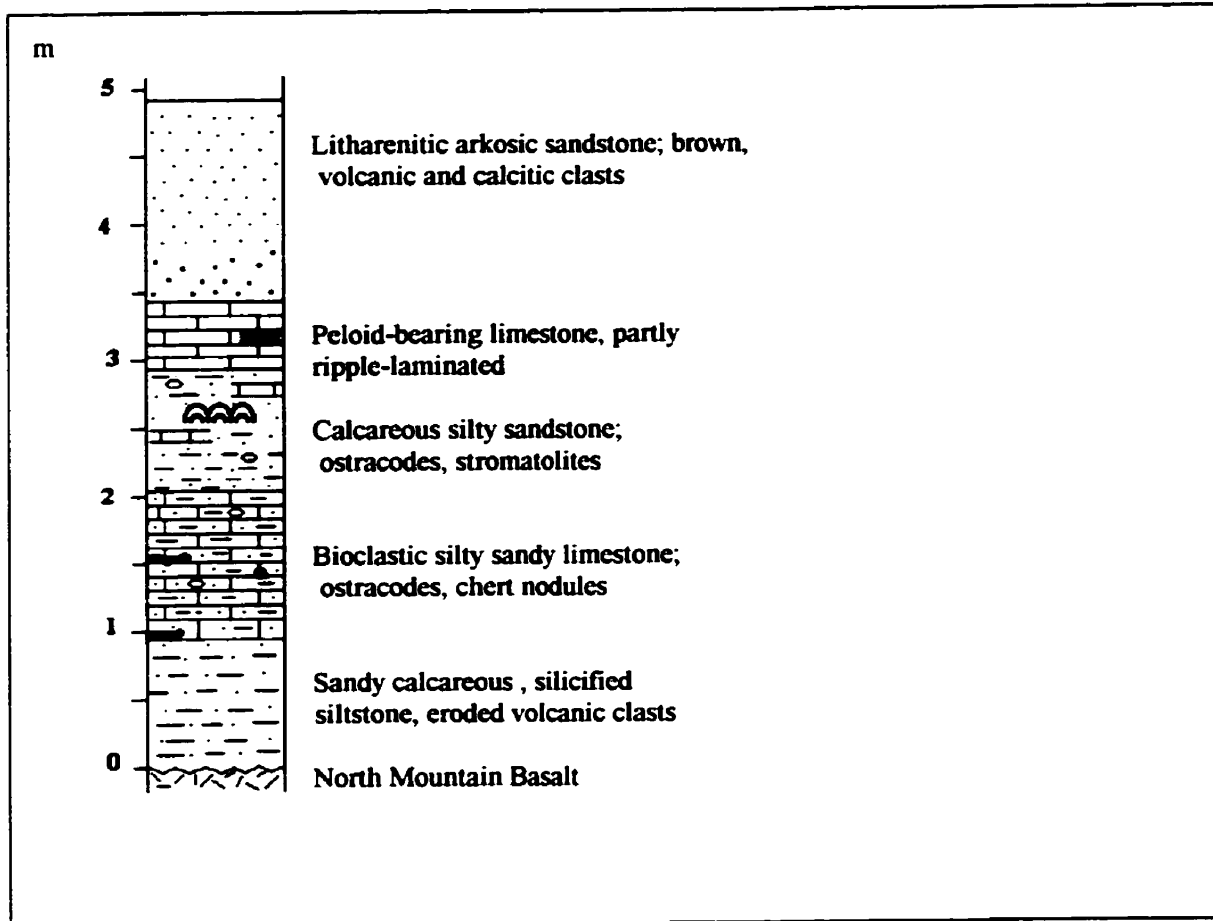 m
5
Litharenitic arkosic sandstone; brown,
volcanic and calcitic clasts
4
Peloid-bearing limestone, partly
ripple-laminated
3
Calcareous silty sandstone;
ostracodes, stromatolites
2
Bioclastic silty sandy limestone;
ostracodes, chert nodules
1
Sandy calcareous , silicified
siltstone, eroded volcanic clasts
0
North Mountain Basalt